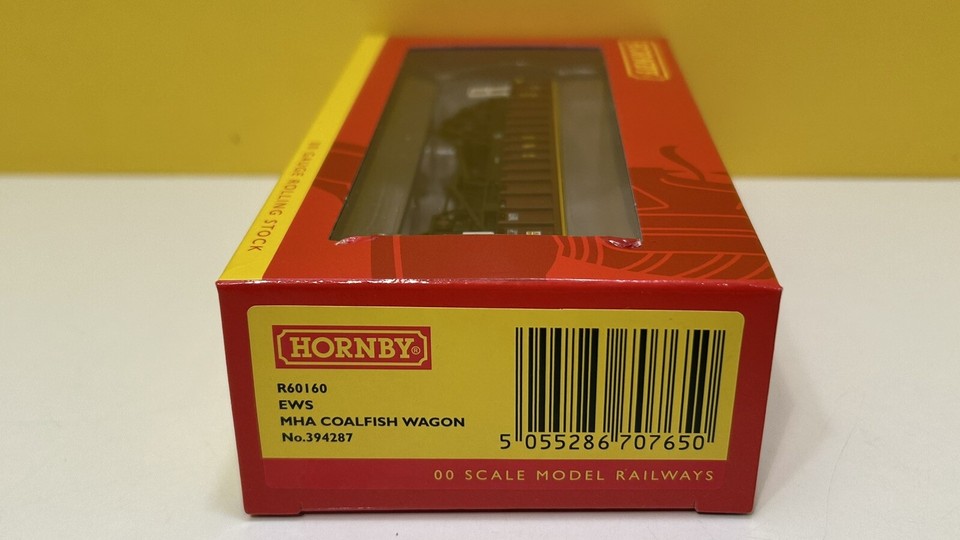 HORNBY
00 GAUGE ROLLING STOCK
HORNBY®
R60160
EWS
MHA COALFISH WAGON
No.394287
5 055286 707650
00 SCALE MODEL RAILWAYS